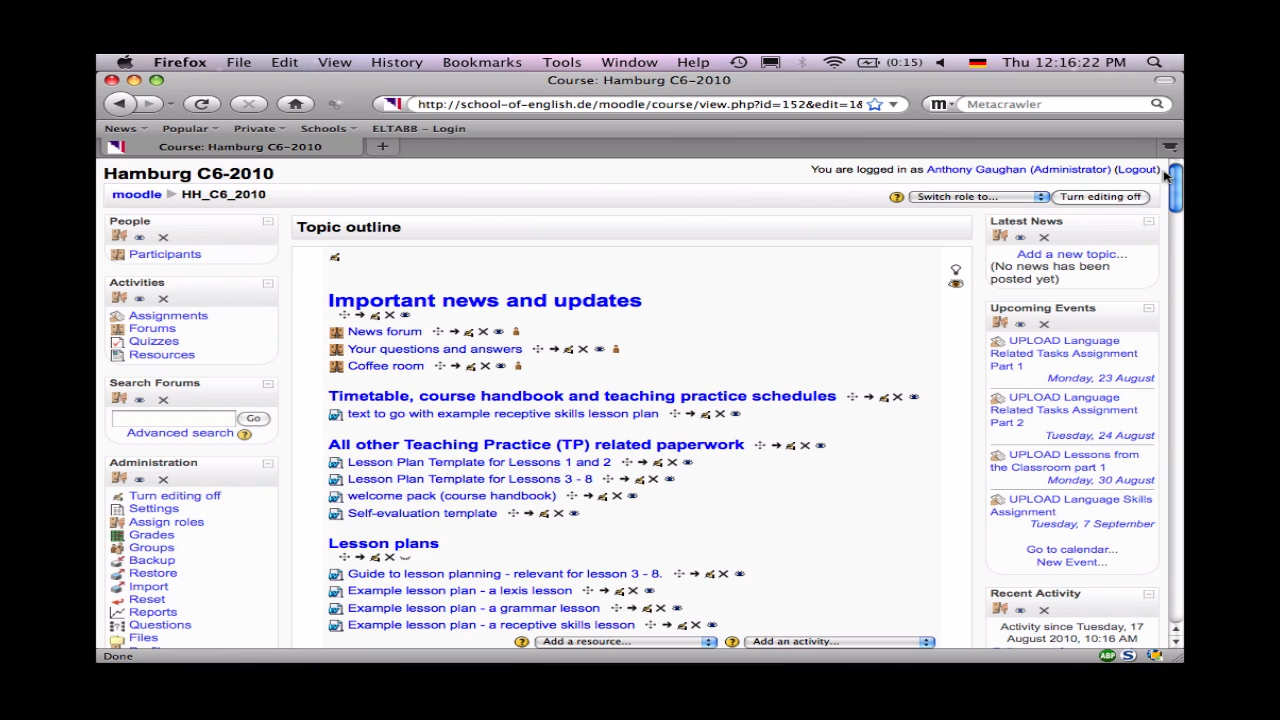 Firefox File Edit View History Bookmarks Tools Window Help (0:15) Thu 12:16:22 PM
Course: Hamburg C6-2010
http://school-of-english.de/moodle/course/view.php?id=152&edit=1&
m Metacrawler
News Popular Private Schools ELTABB - Login
Course: Hamburg C6-2010
Hamburg C6-2010
You are logged in as Anthony Gaughan (Administrator) (Logout)
moodle HH_C6_2010
Switch role to... Turn editing off
People
Participants
Activities
Assignments
Forums
Quizzes
Resources
Search Forums
Go
Advanced search
Administration
Turn editing off
Settings
Assign roles
Grades
Groups
Backup
Restore
Import
Reset
Reports
Questions
Files
Topic outline
Important news and updates
News forum
Your questions and answers
Coffee room
Timetable, course handbook and teaching practice schedules
text to go with example receptive skills lesson plan
All other Teaching Practice (TP) related paperwork
Lesson Plan Template for Lessons 1 and 2
Lesson Plan Template for Lessons 3 - 8
welcome pack (course handbook)
Self-evaluation template
Lesson plans
Guide to lesson planning - relevant for lesson 3 - 8.
Example lesson plan - a lexis lesson
Example lesson plan - a grammar lesson
Example lesson plan - a receptive skills lesson
Add a resource... Add an activity...
Latest News
Add a new topic...
(No news has been
posted yet)
Upcoming Events
UPLOAD Language
Related Tasks Assignment
Part 1
Monday, 23 August
UPLOAD Language
Related Tasks Assignment
Part 2
Tuesday, 24 August
UPLOAD Lessons from
the Classroom part 1
Monday, 30 August
UPLOAD Language Skills
Assignment
Tuesday, 7 September
Go to calendar...
New Event...
Recent Activity
Activity since Tuesday, 17
August 2010, 10:16 AM
Done
ABP S